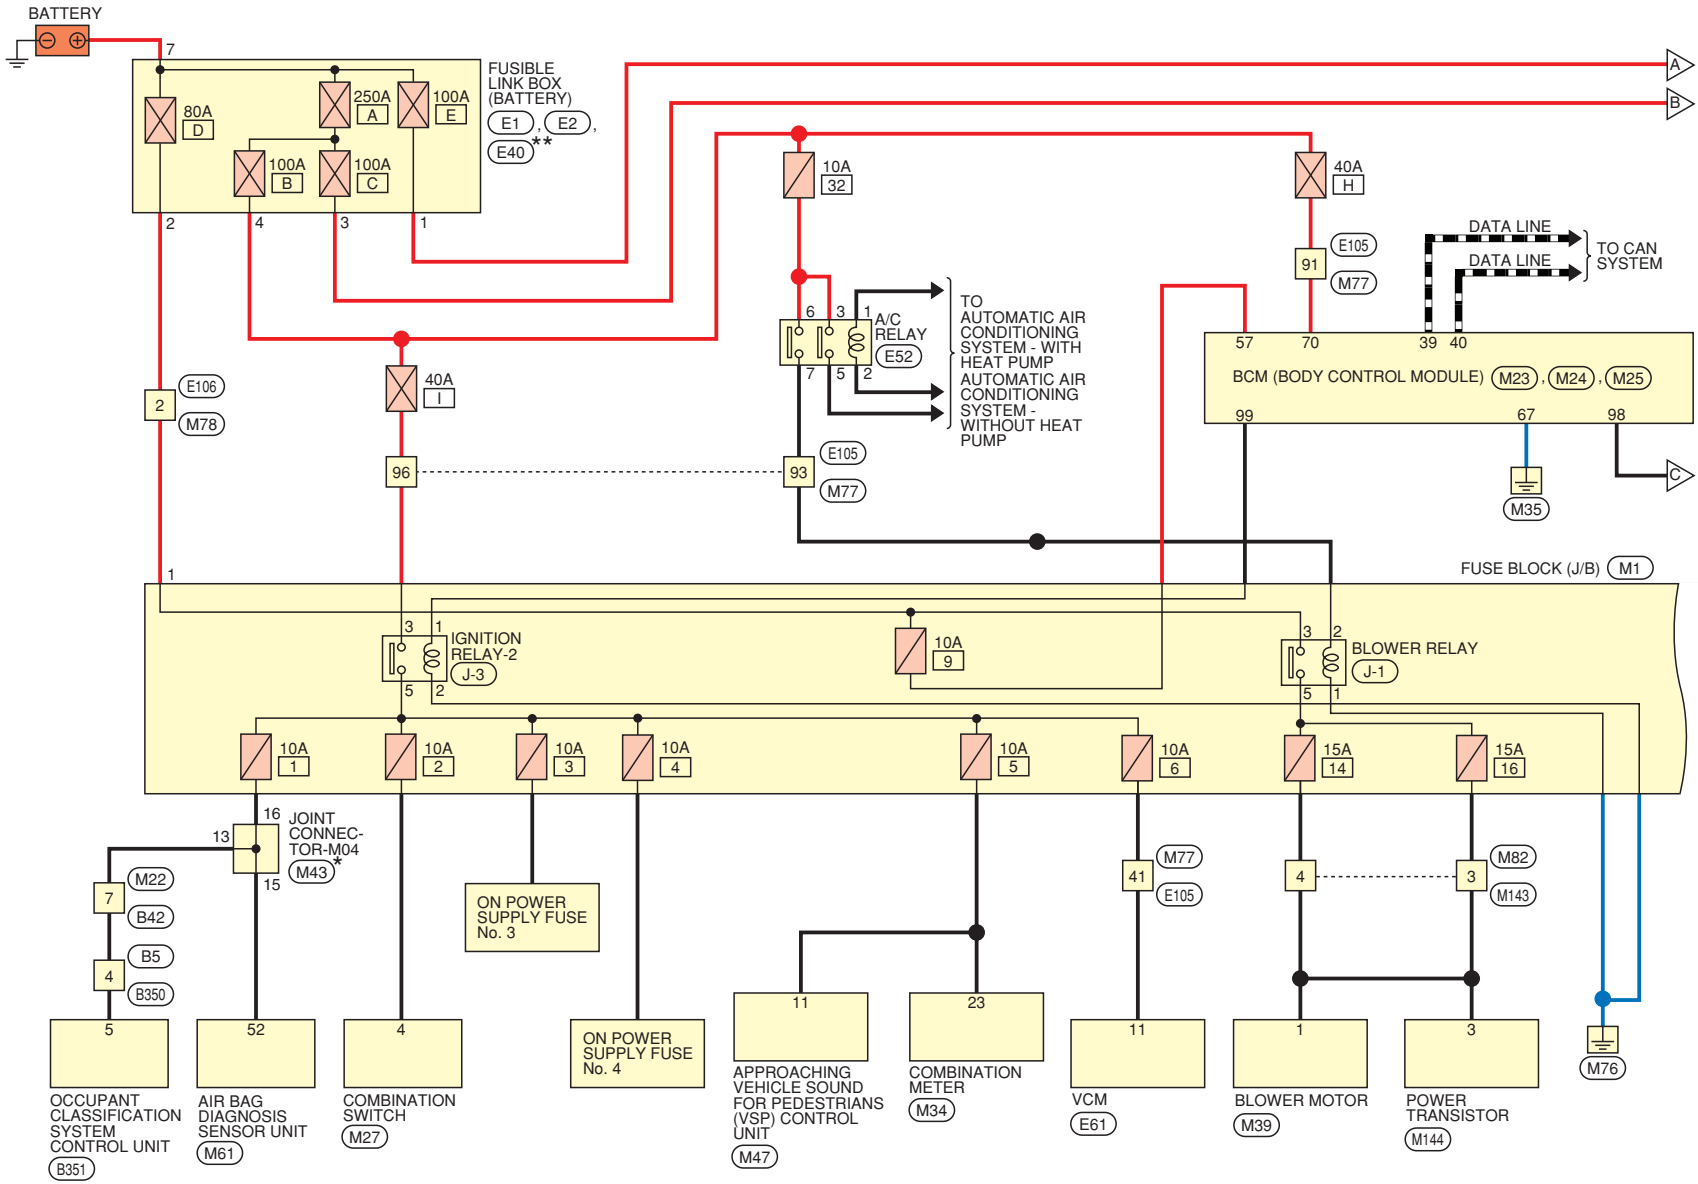 BATTERY
7
FUSIBLE
LINK BOX
(BATTERY)
E1 , E2 ,
E40**
80A
D
250A
A
100A
E
100A
B
100A
C
2
4
3
1
A
B
10A
32
40A
H
E105
91
M77
DATA LINE
DATA LINE
TO CAN
SYSTEM
6 3 1
A/C
RELAY
E52
7 5 2
TO
AUTOMATIC AIR
CONDITIONING
SYSTEM - WITH
HEAT PUMP
AUTOMATIC AIR
CONDITIONING
SYSTEM -
WITHOUT HEAT
PUMP
57 70 39 40
BCM (BODY CONTROL MODULE) M23 , M24 , M25
99 67 98
M35
C
E106
2
M78
40A
I
96
E105
93
M77
1
FUSE BLOCK (J/B) M1
3 1
IGNITION
RELAY-2
J-3
5 2
10A
9
3 2
BLOWER RELAY
J-1
5 1
10A
1
10A
2
10A
3
10A
4
10A
5
10A
6
15A
14
15A
16
16
13
15
JOINT
CONNEC-
TOR-M04
M43*
M22
7
B42
B5
4
B350
ON POWER
SUPPLY FUSE
No. 3
M77
41
E105
4
M82
3
M143
5
OCCUPANT
CLASSIFICATION
SYSTEM
CONTROL UNIT
B351
52
AIR BAG
DIAGNOSIS
SENSOR UNIT
M61
4
COMBINATION
SWITCH
M27
ON POWER
SUPPLY FUSE
No. 4
11
APPROACHING
VEHICLE SOUND
FOR PEDESTRIANS
(VSP) CONTROL
UNIT
M47
23
COMBINATION
METER
M34
11
VCM
E61
1
BLOWER MOTOR
M39
3
POWER
TRANSISTOR
M144
M76